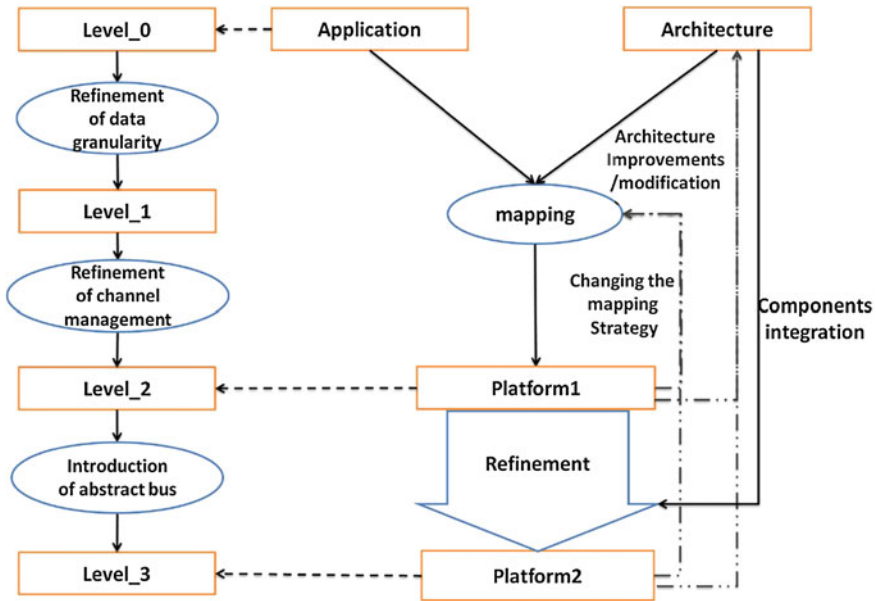 Level_0
Application
Architecture
Refinement
of data
granularity
Architecture
Improvements
/modification
Level_1
mapping
Refinement
of channel
management
Changing the
mapping
Strategy
Components
integration
Level_2
Platform1
Introduction
of abstract bus
Refinement
Level_3
Platform2